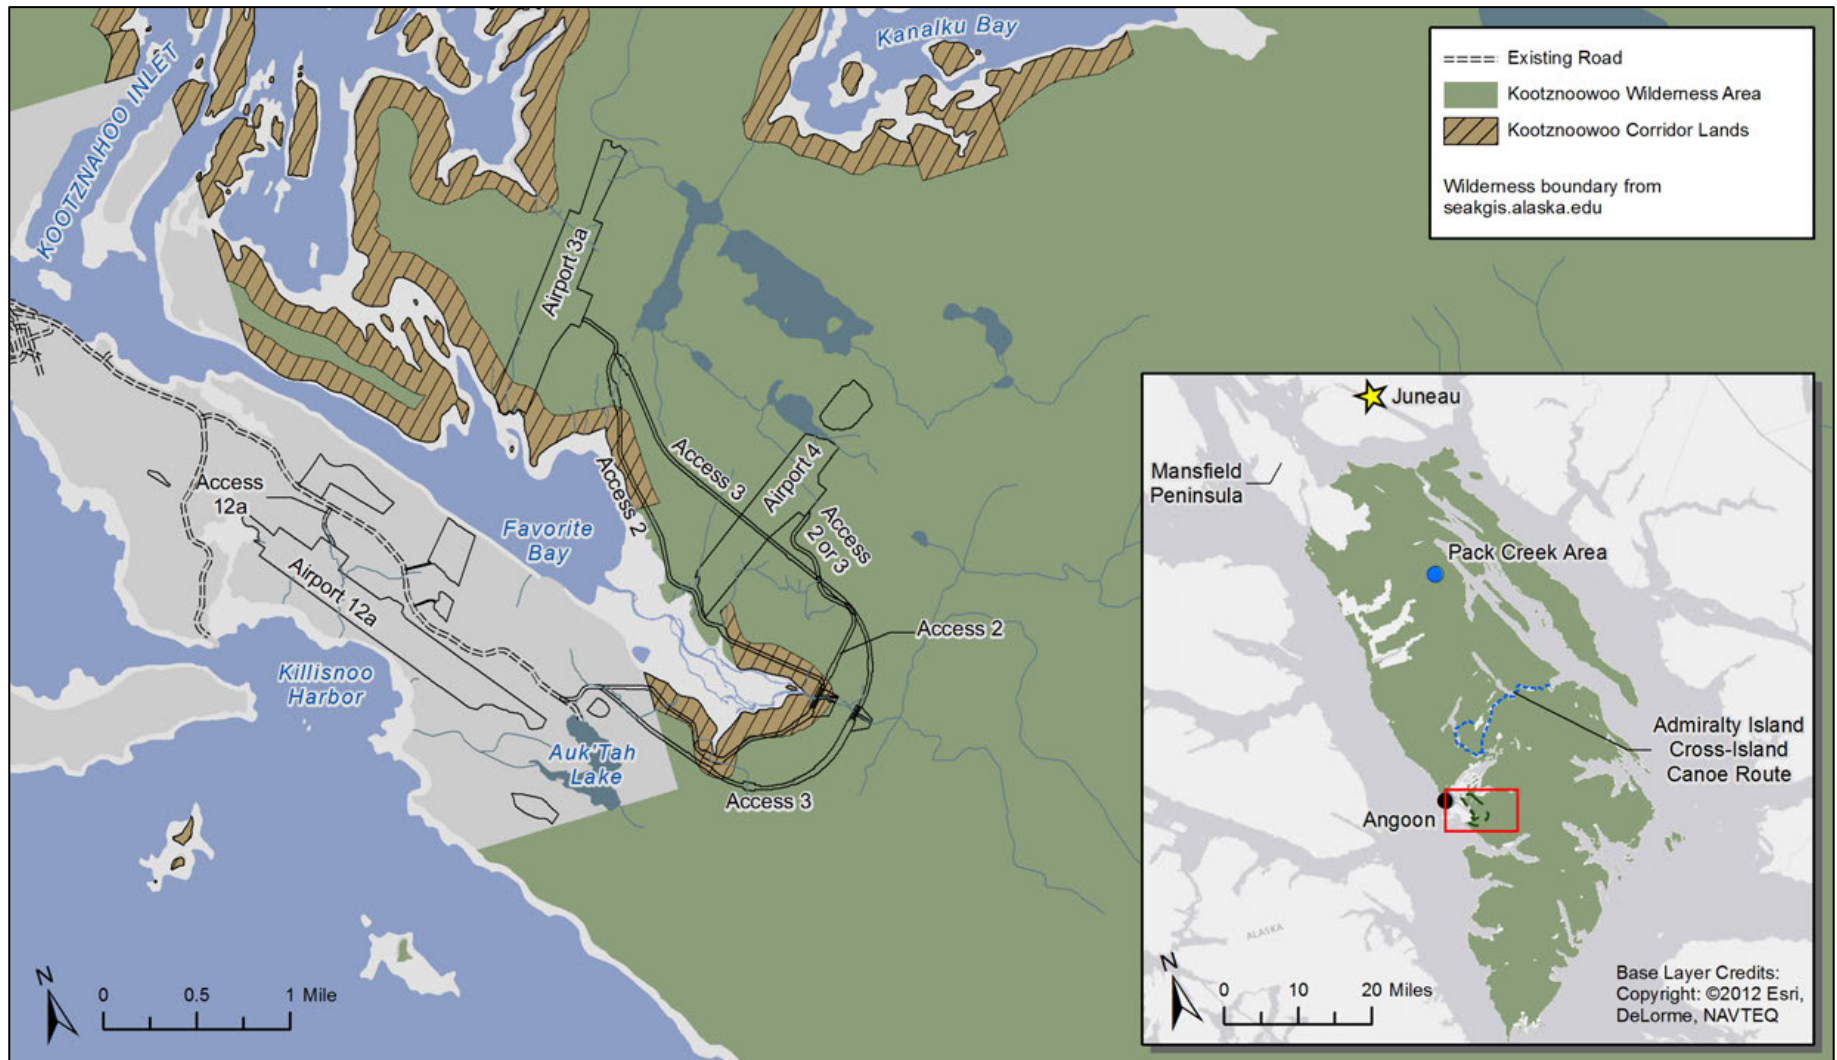 Kanalku Bay
KOOTZNAHOO INLET
Airport 3a
Access 3
Airport 4
Access
2 or 3
Access 2
Access
12a
Favorite
Bay
Airport 12a
Access 2
Killisnoo
Harbor
Auk'Tah
Lake
Access 3
N
0 0.5 1 Mile
Existing Road
Kootznoowoo Wilderness Area
Kootznoowoo Corridor Lands
Wilderness boundary from
seakgis.alaska.edu
Juneau
Mansfield
Peninsula
Pack Creek Area
Admiralty Island
Cross-Island
Canoe Route
Angoon
ALASKA
N
0 10 20 Miles
Base Layer Credits:
Copyright: ©2012 Esri,
DeLorme, NAVTEQ